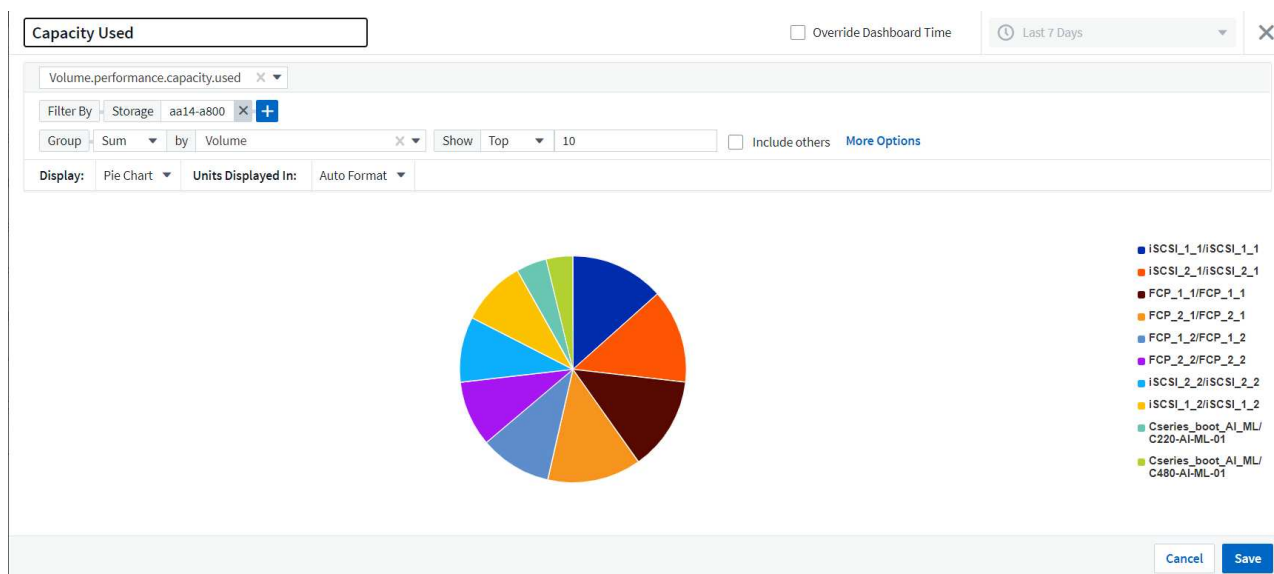 Capacity Used
Override Dashboard Time
Last 7 Days
Volume.performance.capacity.used
Filter By Storage aa14-a800
Group Sum by Volume Show Top 10 Include others More Options
Display: Pie Chart Units Displayed In: Auto Format
iSCSI_1_1/iSCSI_1_1
iSCSI_2_1/iSCSI_2_1
FCP_1_1/FCP_1_1
FCP_2_1/FCP_2_1
FCP_1_2/FCP_1_2
FCP_2_2/FCP_2_2
iSCSI_2_2/iSCSI_2_2
iSCSI_1_2/iSCSI_1_2
Cseries_boot_AI_ML/
C220-AI-ML-01
Cseries_boot_AI_ML/
C480-AI-ML-01
Cancel Save